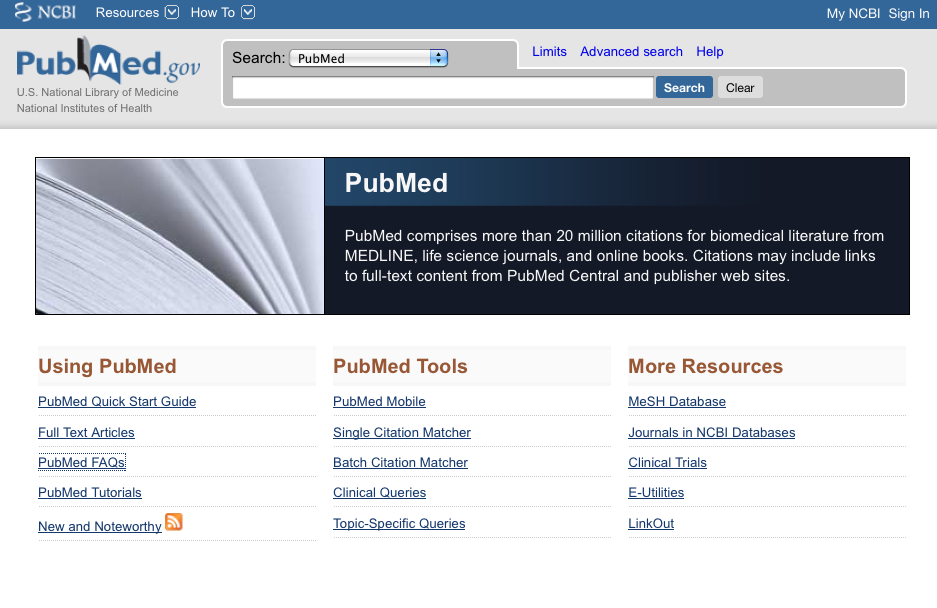 NCBI Resources How To My NCBI Sign In
PubMed.gov
U.S. National Library of Medicine
National Institutes of Health
Search: PubMed
Limits Advanced search Help
Search Clear
PubMed
PubMed comprises more than 20 million citations for biomedical literature from
MEDLINE, life science journals, and online books. Citations may include links
to full-text content from PubMed Central and publisher web sites.
Using PubMed
PubMed Quick Start Guide
Full Text Articles
PubMed FAQs
PubMed Tutorials
New and Noteworthy
PubMed Tools
PubMed Mobile
Single Citation Matcher
Batch Citation Matcher
Clinical Queries
Topic-Specific Queries
More Resources
MeSH Database
Journals in NCBI Databases
Clinical Trials
E-Utilities
LinkOut